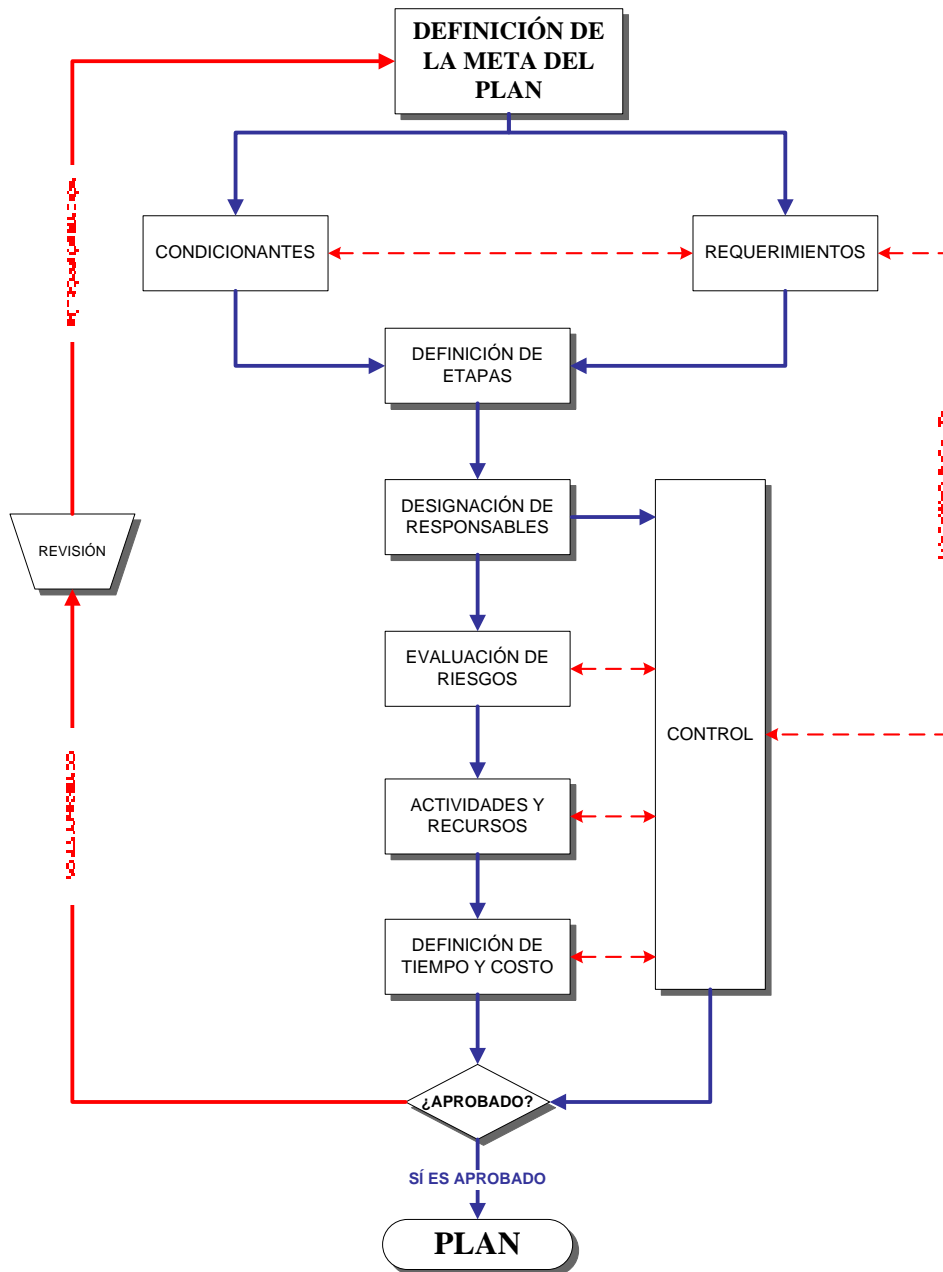 DEFINICIÓN DE
LA META DEL
PLAN
CONDICIONANTES
REQUERIMIENTOS
DEFINICIÓN DE
ETAPAS
DESIGNACIÓN DE
RESPONSABLES
REVISIÓN
EVALUACIÓN DE
RIESGOS
CONTROL
ACTIVIDADES Y
RECURSOS
DEFINICIÓN DE
TIEMPO Y COSTO
¿APROBADO?
SÍ ES APROBADO
PLAN